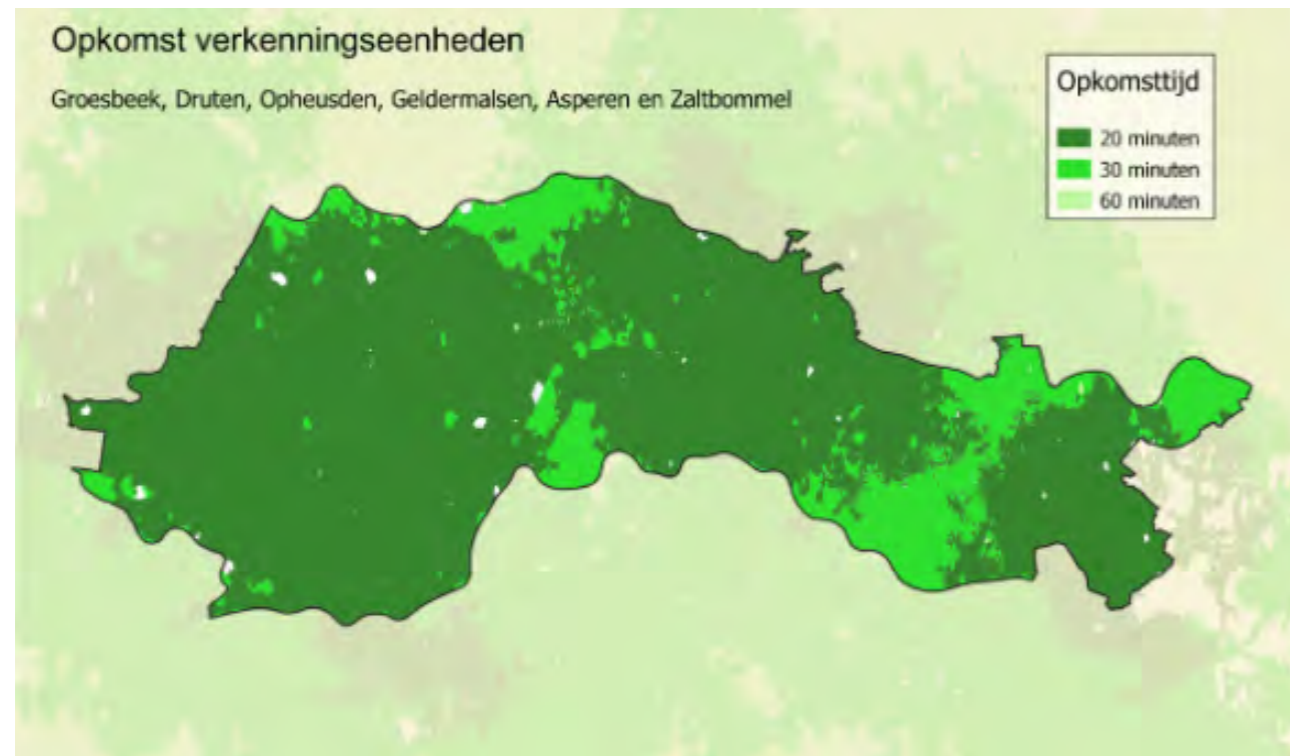 Opkomst verkenningseenheden
Groesbeek, Druten, Opheusden, Geldermalsen, Asperen en Zaltbommel
Opkomsttijd
20 minuten
30 minuten
60 minuten